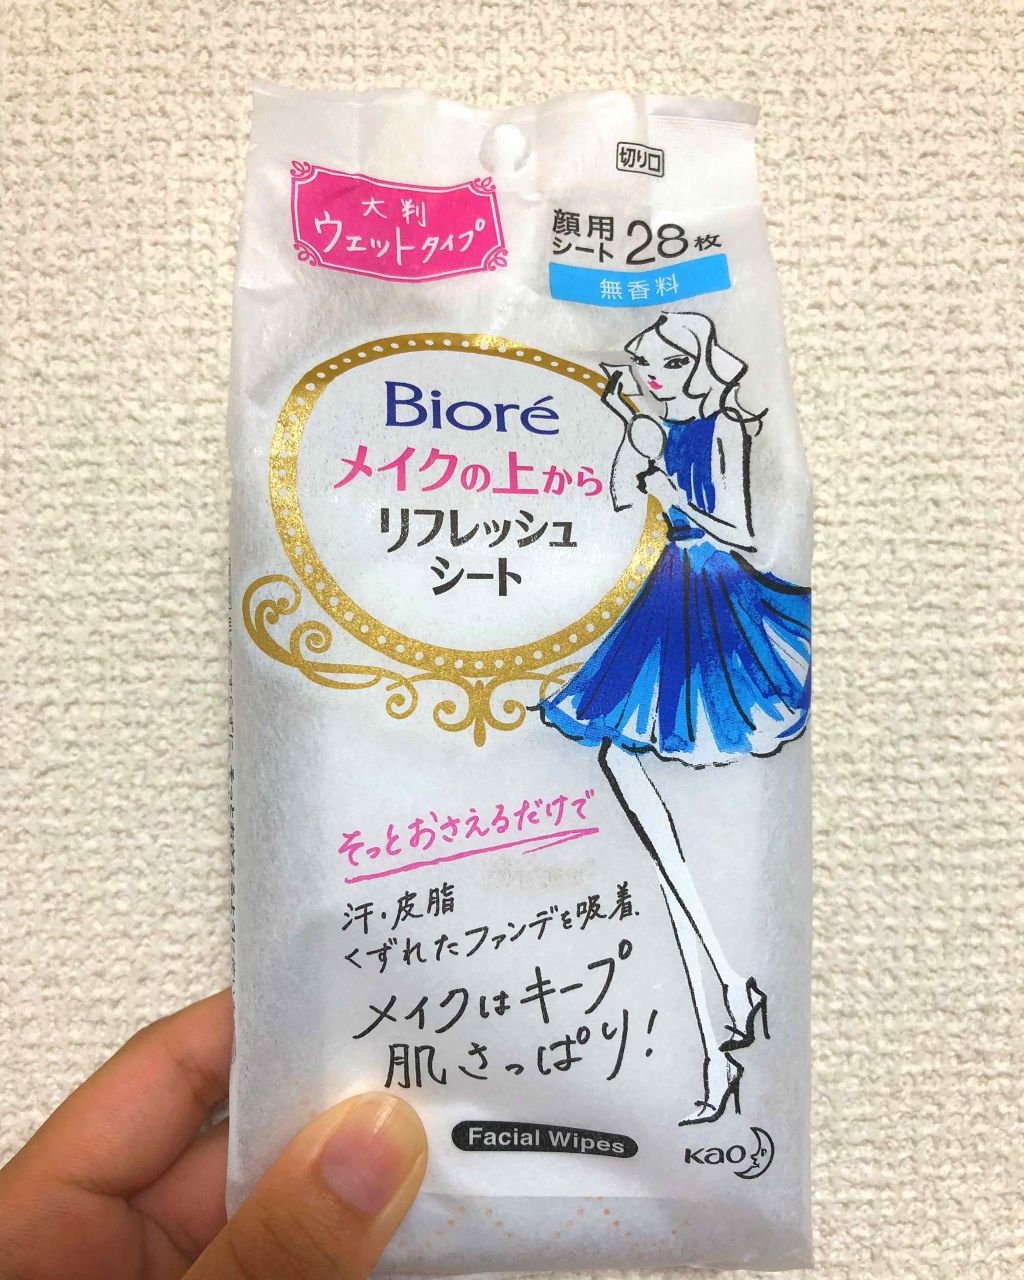 切り口
大判
ウエットタイプ
顔用
シート
28枚
無香料
Bioré
メイクの上から
リフレッシュ
シート
そっとおさえるだけで
汗・皮脂
くずれたファンデを吸着
メイクはキープ
肌さっぱり!
Facial Wipes
Kao